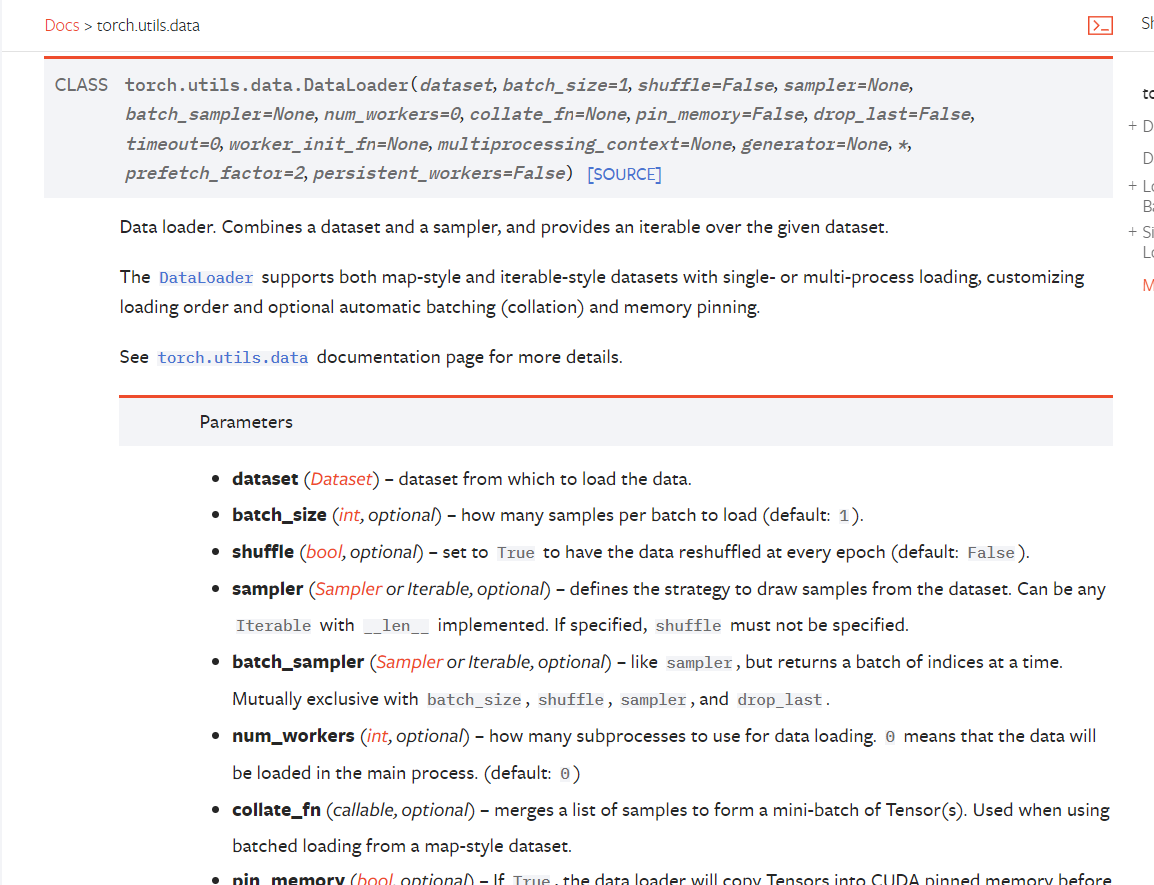 Docs > torch.utils.data
Sh
CLASS torch.utils.data.DataLoader(dataset, batch_size=1, shuffle=False, sampler=None,
batch_sampler=None, num_workers=0, collate_fn=None, pin_memory=False, drop_last=False,
timeout=0, worker_init_fn=None, multiprocessing_context=None, generator=None, *,
prefetch_factor=2, persistent_workers=False) [SOURCE]
Data loader. Combines a dataset and a sampler, and provides an iterable over the given dataset.
The DataLoader supports both map-style and iterable-style datasets with single- or multi-process loading, customizing
loading order and optional automatic batching (collation) and memory pinning.
See torch.utils.data documentation page for more details.
Parameters
• dataset (Dataset) – dataset from which to load the data.
• batch_size (int, optional) – how many samples per batch to load (default: 1).
• shuffle (bool, optional) – set to True to have the data reshuffled at every epoch (default: False).
• sampler (Sampler or Iterable, optional) – defines the strategy to draw samples from the dataset. Can be any
Iterable with __len__ implemented. If specified, shuffle must not be specified.
• batch_sampler (Sampler or Iterable, optional) – like sampler, but returns a batch of indices at a time.
Mutually exclusive with batch_size, shuffle, sampler, and drop_last.
• num_workers (int, optional) – how many subprocesses to use for data loading. 0 means that the data will
be loaded in the main process. (default: 0)
• collate_fn (callable, optional) – merges a list of samples to form a mini-batch of Tensor(s). Used when using
batched loading from a map-style dataset.
• pin_memory (bool, optional) – If True, the data loader will copy Tensors into CUDA pinned memory before
to
+ D
D
+ Lo
Ba
+ Si
Lo
M